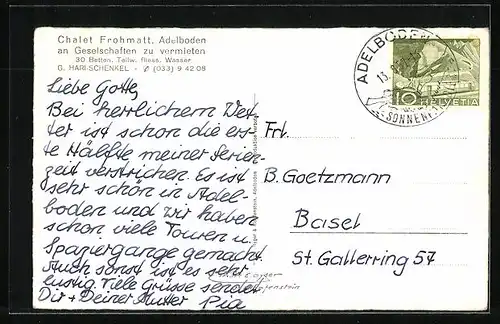 Chalet Frohmatt, Adelboden
an Geselschaften zu vermieten
30 Betten, Teilw. fliess. Wasser
G. HARI-SCHENKEL - ✆ (033) 9 42 08
Liebe Gotte,
Bei herrlichem Wet-
ter ist schon die ers-
te Hälfte meiner Ferien-
zeit verstrichen. Es ist
sehr schön in Adel-
boden und wir haben
schon viele Touren u.
Spaziergange gemacht.
Auch sonst ist es sehr
lustig. Viele Grüsse sendet
Dir + Deiner Mutter Pia
ADELBODEN
SONNEN
10 HELVETIA
Frl.
B. Goetzmann
Basel
St. Gallerring 57